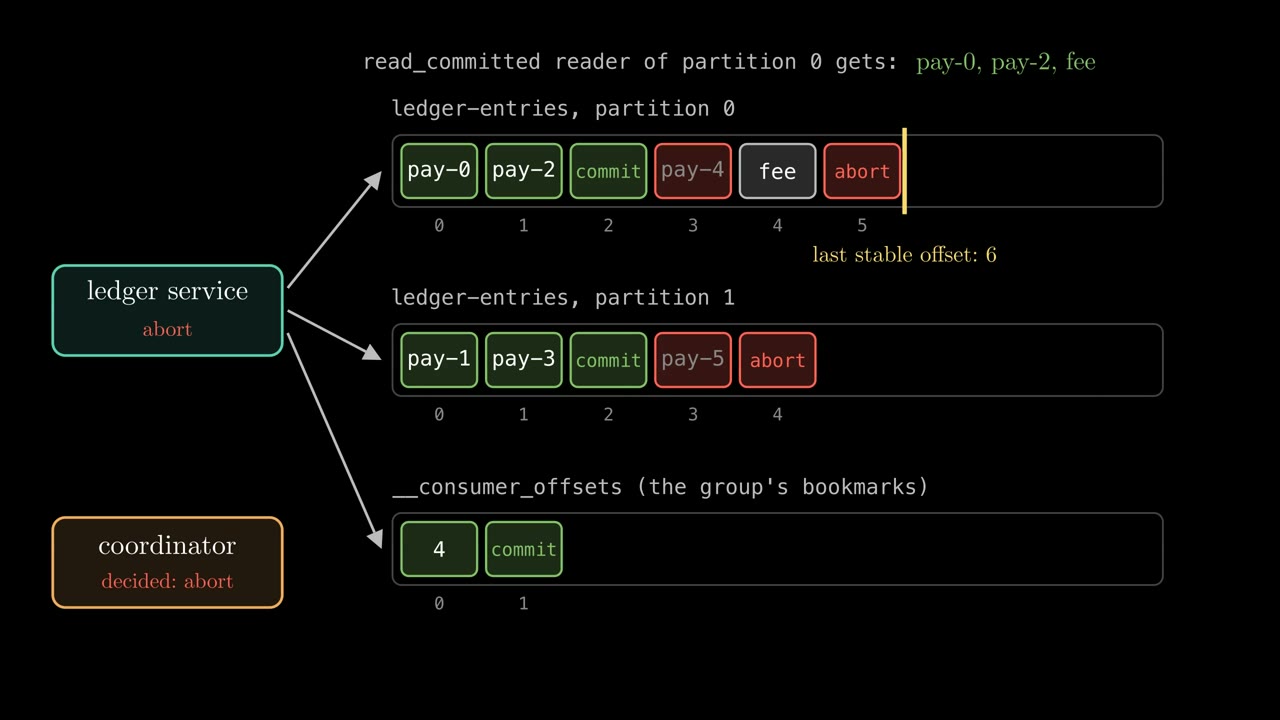 read_committed reader of partition 0 gets: pay-0, pay-2, fee
ledger-entries, partition 0
pay-0 pay-2 commit pay-4 fee abort
0 1 2 3 4 5
last stable offset: 6
ledger service
abort
ledger-entries, partition 1
pay-1 pay-3 commit pay-5 abort
0 1 2 3 4
__consumer_offsets (the group's bookmarks)
coordinator
decided: abort
4 commit
0 1